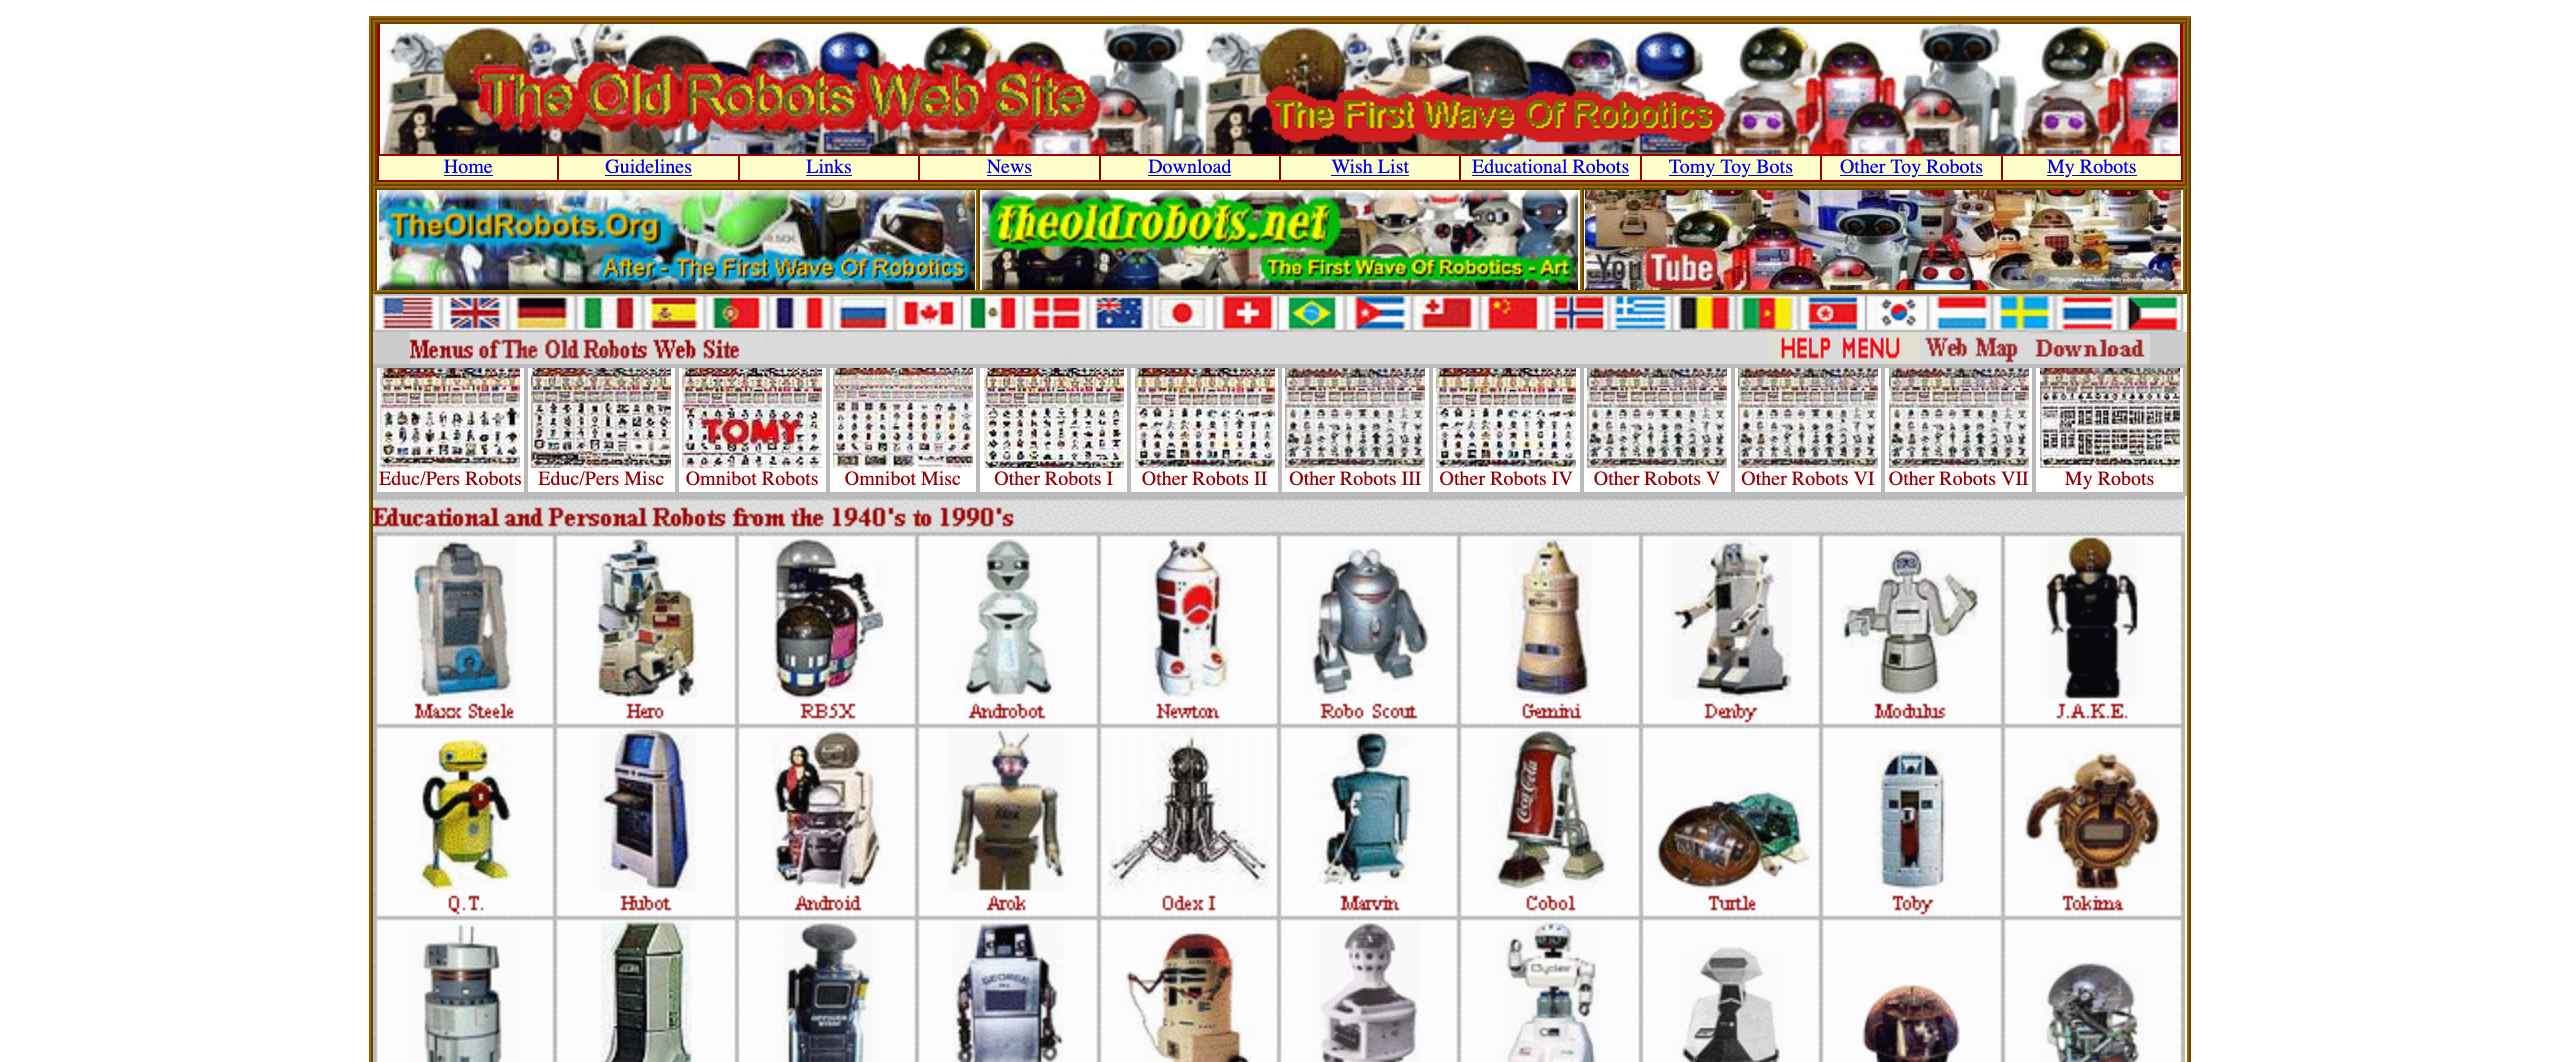 The Old Robots Web Site
The First Wave Of Robotics
Home Guidelines Links News Download Wish List Educational Robots Tomy Toy Bots Other Toy Robots My Robots
TheOldRobots.Org
After - The First Wave Of Robotics
theoldrobots.net
The First Wave Of Robotics - Art
You Tube
Menus of The Old Robots Web Site
HELP MENU Web Map Download
TOMY
Educ/Pers Robots Educ/Pers Misc Omnibot Robots Omnibot Misc Other Robots I Other Robots II Other Robots III Other Robots IV Other Robots V Other Robots VI Other Robots VII My Robots
Educational and Personal Robots from the 1940's to 1990's
Maxx Steele Hero RB5X Androbot Newton Robo Scout Gemini Denby Modulus J.A.K.E.
Coca-Cola
Q.T. Hubot Android Arok Odex I Marvin Cobol Turtle Toby Tokima
GEORGE
Cycler